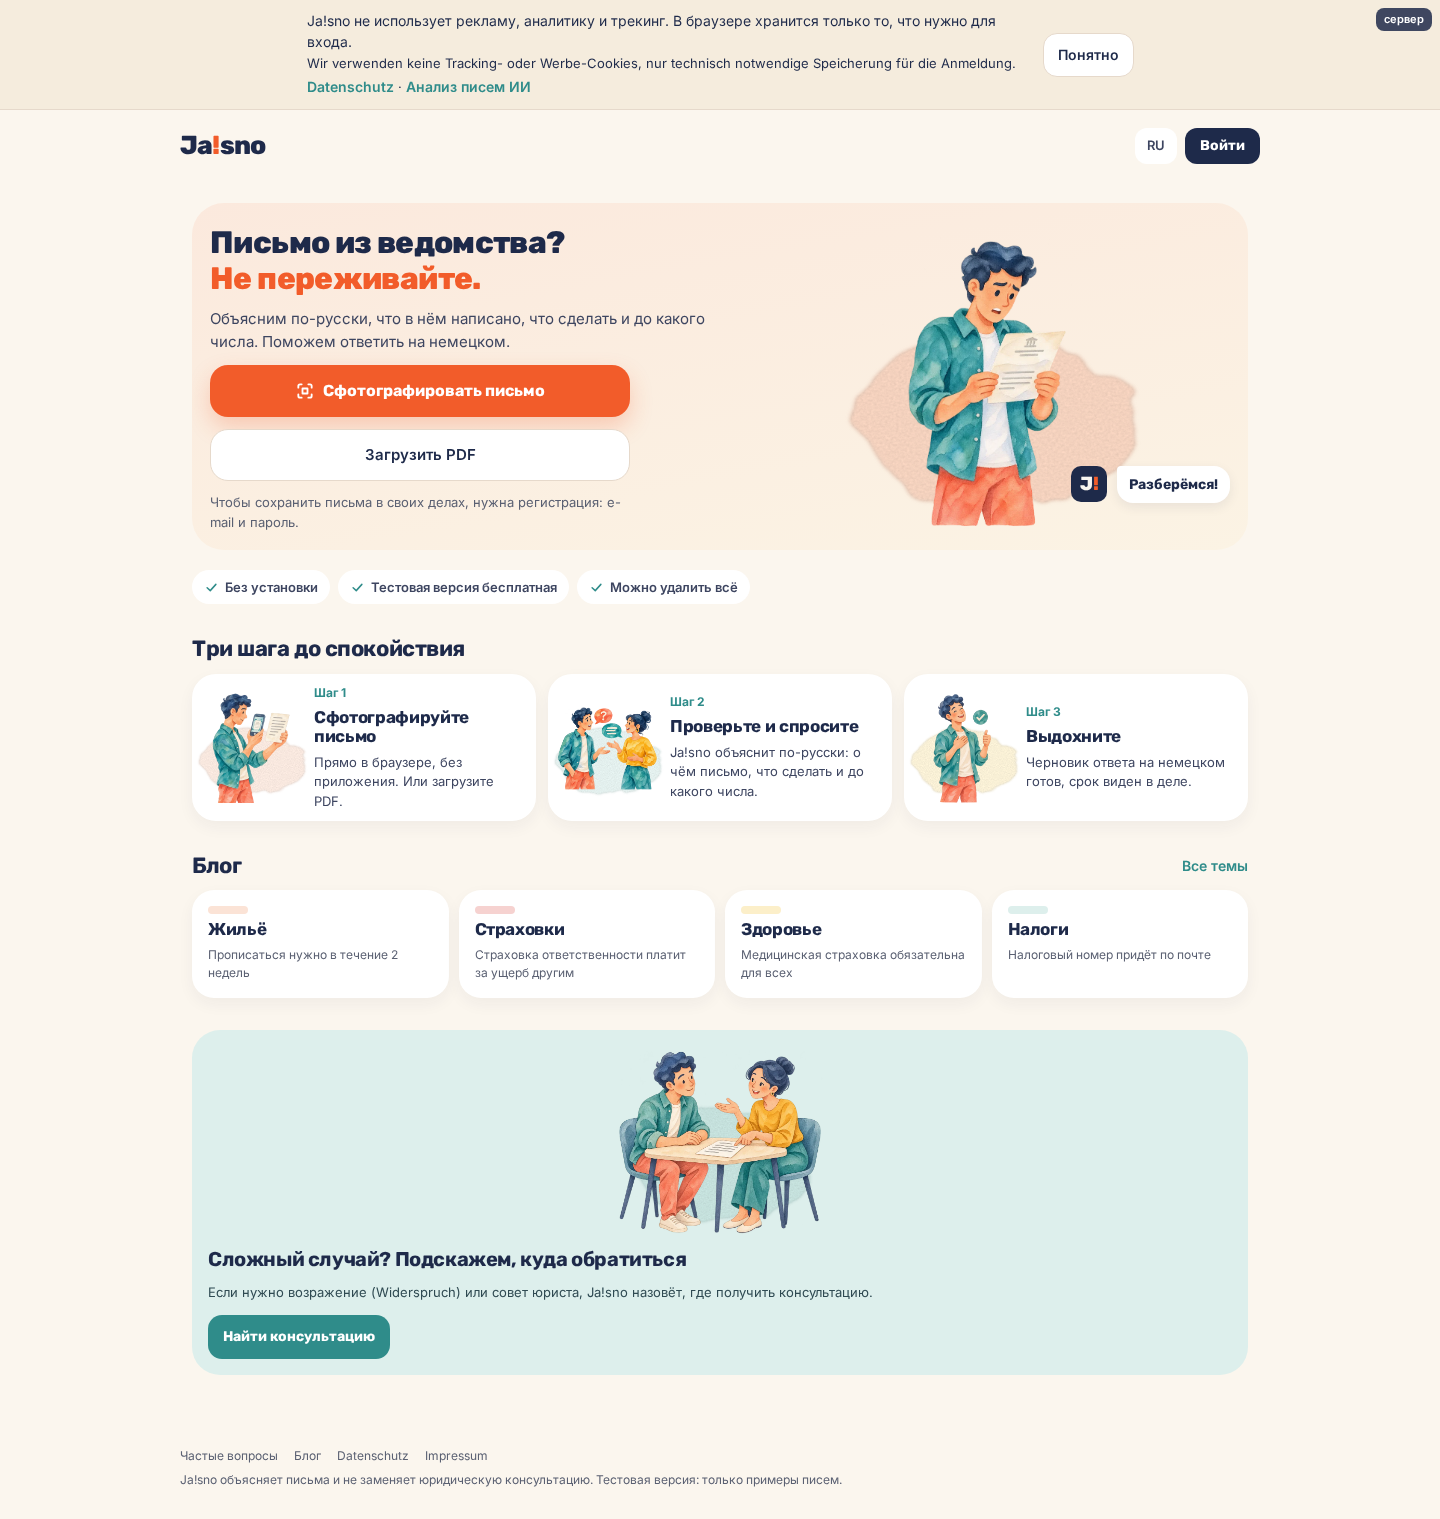 Ja!sno не использует рекламу, аналитику и трекинг. В браузере хранится только то, что нужно для
входа.
Wir verwenden keine Tracking- oder Werbe-Cookies, nur technisch notwendige Speicherung für die Anmeldung.
Datenschutz · Анализ писем ИИ
Понятно
сервер
Ja!sno
RU
Войти
Письмо из ведомства?
Не переживайте.
Объясним по-русски, что в нём написано, что сделать и до какого
числа. Поможем ответить на немецком.
Сфотографировать письмо
Загрузить PDF
Чтобы сохранить письма в своих делах, нужна регистрация: e-
mail и пароль.
J!
Разберёмся!
Без установки
Тестовая версия бесплатная
Можно удалить всё
Три шага до спокойствия
Шаг 1
Сфотографируйте
письмо
Прямо в браузере, без
приложения. Или загрузите
PDF.
?
Шаг 2
Проверьте и спросите
Ja!sno объяснит по-русски: о
чём письмо, что сделать и до
какого числа.
Шаг 3
Выдохните
Черновик ответа на немецком
готов, срок виден в деле.
Блог
Все темы
Жильё
Прописаться нужно в течение 2
недель
Страховки
Страховка ответственности платит
за ущерб другим
Здоровье
Медицинская страховка обязательна
для всех
Налоги
Налоговый номер придёт по почте
Сложный случай? Подскажем, куда обратиться
Если нужно возражение (Widerspruch) или совет юриста, Ja!sno назовёт, где получить консультацию.
Найти консультацию
Частые вопросы
Блог
Datenschutz
Impressum
Ja!sno объясняет письма и не заменяет юридическую консультацию. Тестовая версия: только примеры писем.